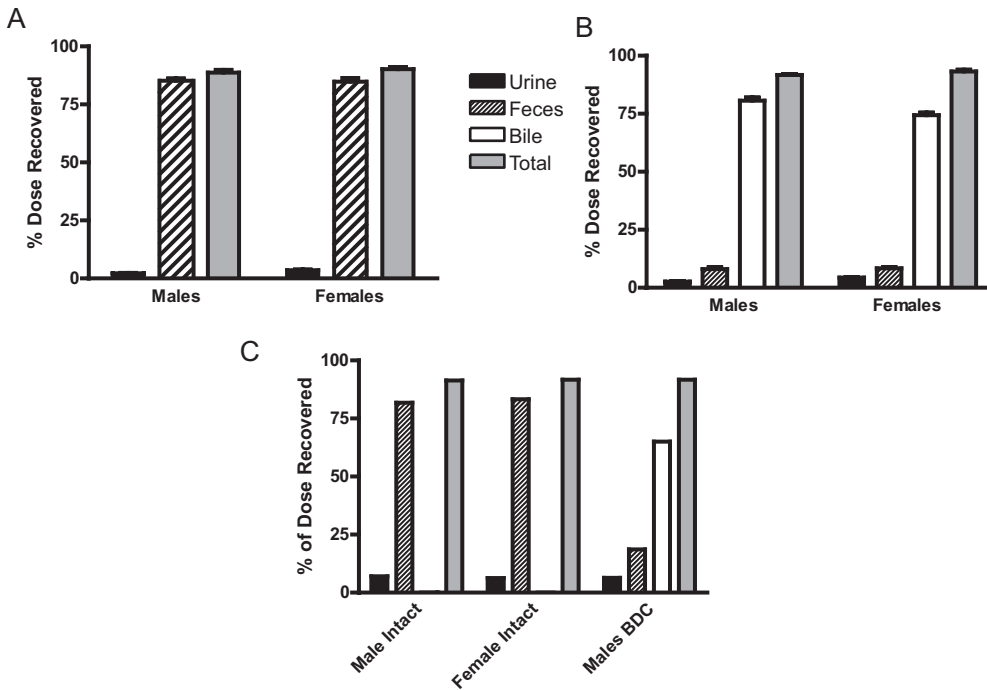 A
% Dose Recovered
100
75
50
25
0
Males
Females
Urine
Feces
Bile
Total
B
% Dose Recovered
100
75
50
25
0
Males
Females
C
% of Dose Recovered
100
75
50
25
0
Male Intact
Female Intact
Males BDC